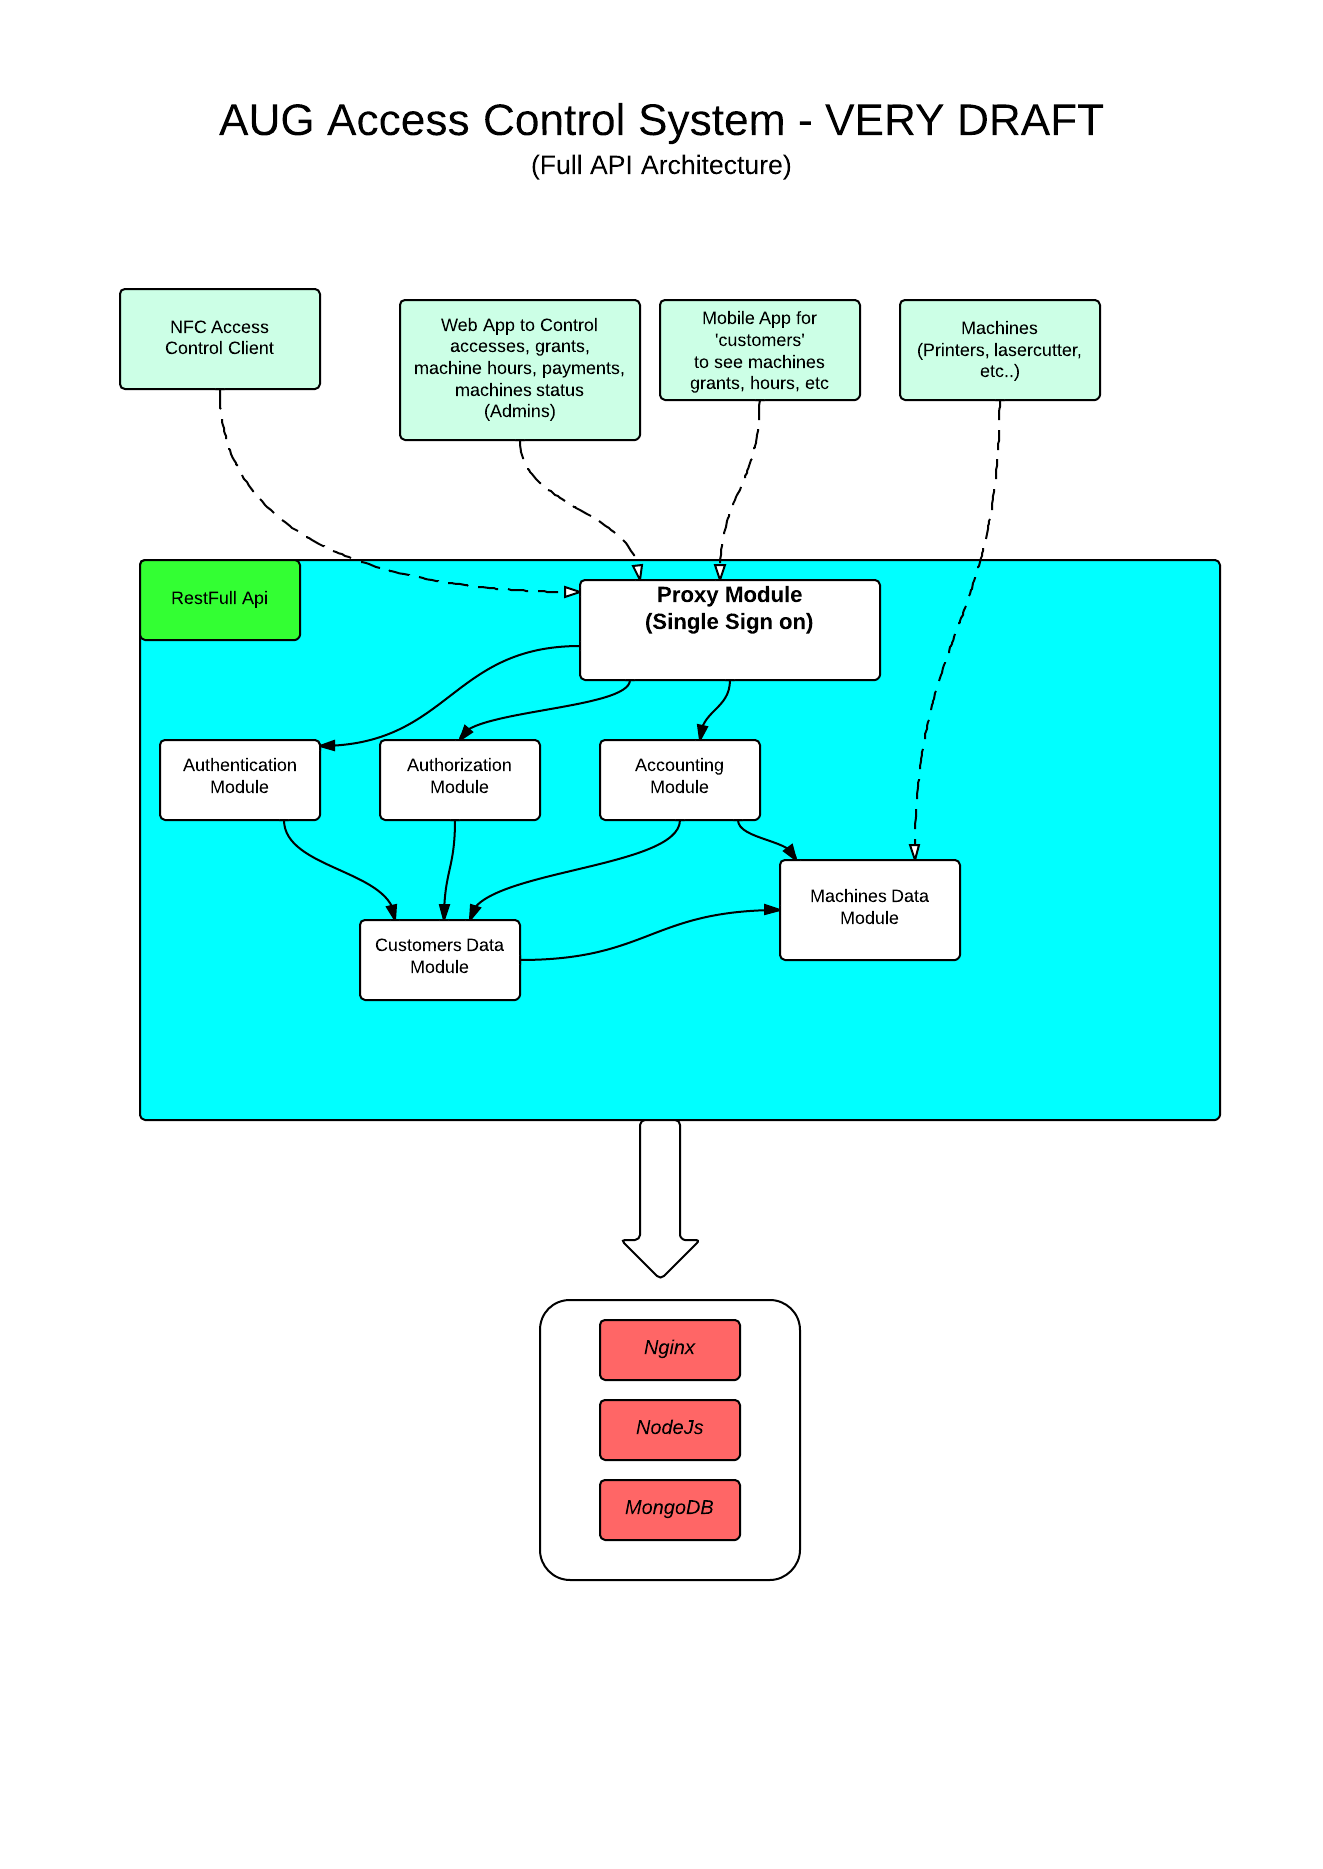 AUG Access Control System - VERY DRAFT
(Full API Architecture)
NFC Access
Control Client
Web App to Control
accesses, grants,
machine hours, payments,
machines status
(Admins)
Mobile App for
'customers'
to see machines
grants, hours, etc
Machines
(Printers, lasercutter,
etc..)
RestFull Api
Proxy Module
(Single Sign on)
Authentication
Module
Authorization
Module
Accounting
Module
Machines Data
Module
Customers Data
Module
Nginx
NodeJs
MongoDB